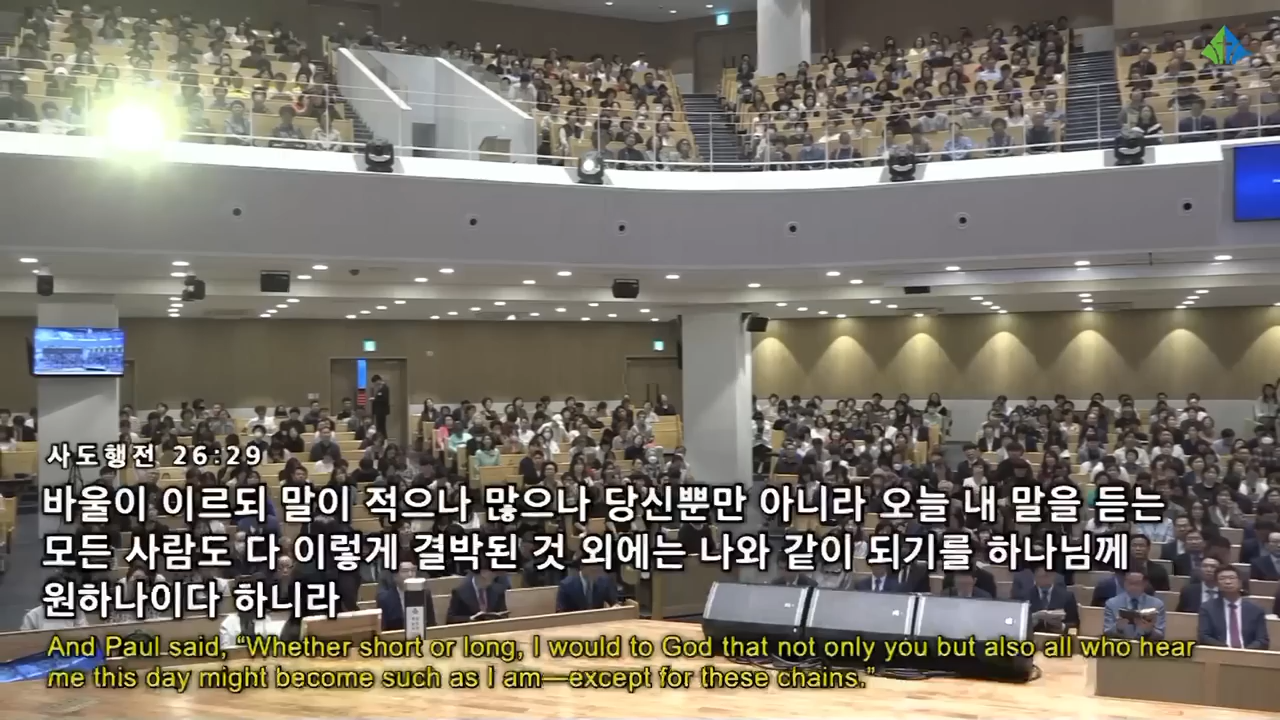 사도행전 26:29
바울이 이르되 말이 적으나 많으나 당신뿐만 아니라 오늘 내 말을 듣는
모든 사람도 다 이렇게 결박된 것 외에는 나와 같이 되기를 하나님께
원하나이다 하니라
And Paul said, “Whether short or long, I would to God that not only you but also all who hear
me this day might become such as I am—except for these chains.”